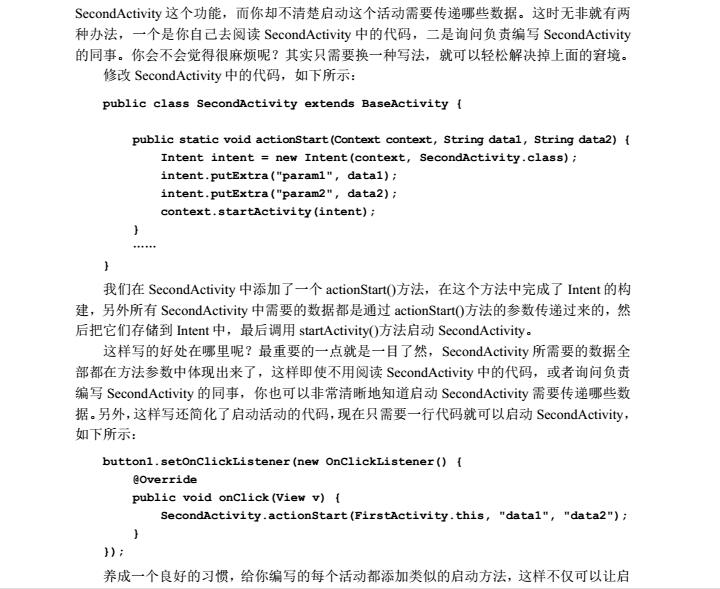 SecondActivity 这个功能，而你却不清楚启动这个活动需要传递哪些数据。这时无非就有两
种办法，一个是你自己去阅读 SecondActivity 中的代码，二是询问负责编写 SecondActivity
的同事。你会不会觉得很麻烦呢？其实只需要换一种写法，就可以轻松解决掉上面的窘境。
修改 SecondActivity 中的代码，如下所示：
public class SecondActivity extends BaseActivity {
public static void actionStart(Context context, String data1, String data2) {
Intent intent = new Intent(context, SecondActivity.class);
intent.putExtra("param1", data1);
intent.putExtra("param2", data2);
context.startActivity(intent);
}
……
}
我们在 SecondActivity 中添加了一个 actionStart()方法，在这个方法中完成了 Intent 的构
建，另外所有 SecondActivity 中需要的数据都是通过 actionStart()方法的参数传递过来的，然
后把它们存储到 Intent 中，最后调用 startActivity()方法启动 SecondActivity。
这样写的好处在哪里呢？最重要的一点就是一目了然，SecondActivity 所需要的数据全
部都在方法参数中体现出来了，这样即使不用阅读 SecondActivity 中的代码，或者询问负责
编写 SecondActivity 的同事，你也可以非常清晰地知道启动 SecondActivity 需要传递哪些数
据。另外，这样写还简化了启动活动的代码，现在只需要一行代码就可以启动 SecondActivity，
如下所示：
button1.setOnClickListener(new OnClickListener() {
@Override
public void onClick(View v) {
SecondActivity.actionStart(FirstActivity.this, "data1", "data2");
}
});
养成一个良好的习惯，给你编写的每个活动都添加类似的启动方法，这样不仅可以让启